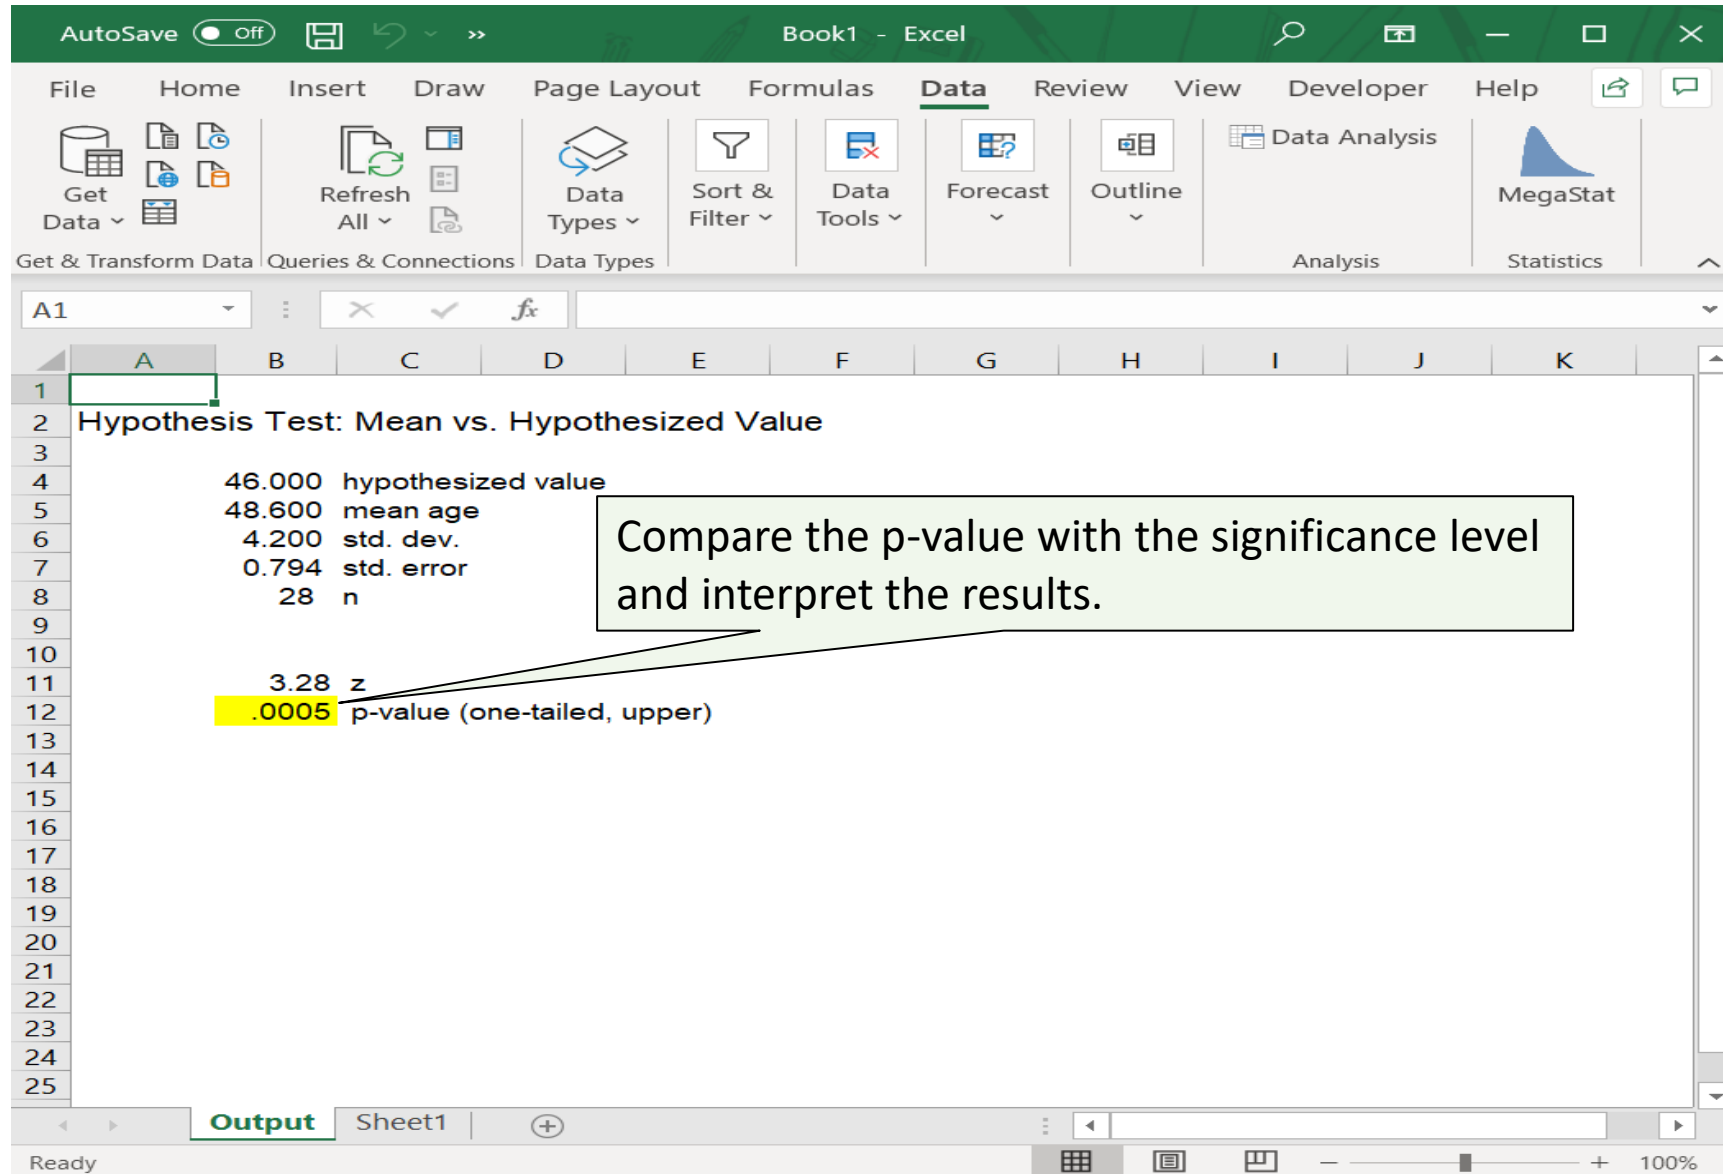 AutoSave Off Book1 - Excel
File Home Insert Draw Page Layout Formulas Data Review View Developer Help
Get Data
Refresh All
Data Types
Sort & Filter
Data Tools
Forecast
Outline
Data Analysis
MegaStat
Get & Transform Data Queries & Connections Data Types Analysis Statistics
A1 fx
A B C D E F G H I J K
1
2 Hypothesis Test: Mean vs. Hypothesized Value
3
4 46.000 hypothesized value
5 48.600 mean age
6 4.200 std. dev.
7 0.794 std. error
8 28 n
Compare the p-value with the significance level
and interpret the results.
9
10
11 3.28 z
12 .0005 p-value (one-tailed, upper)
13
14
15
16
17
18
19
20
21
22
23
24
25
Output Sheet1
Ready 100%